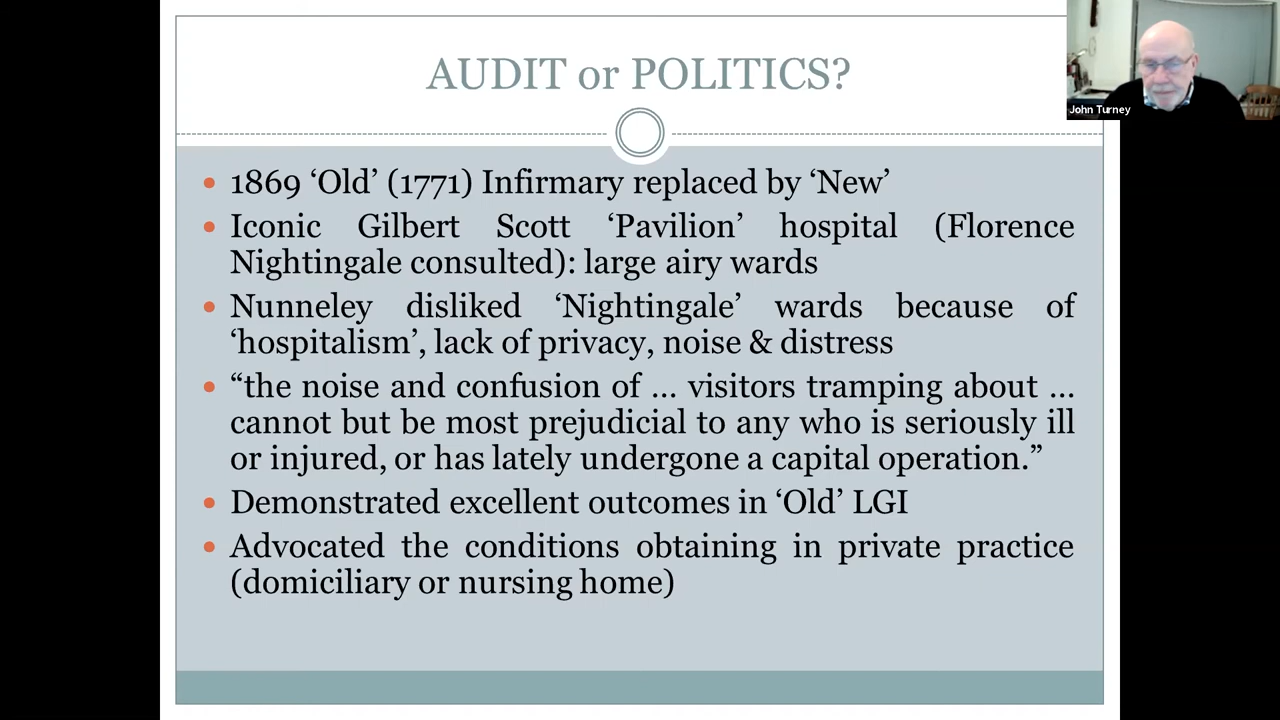 AUDIT or POLITICS?
John Turney
• 1869 ‘Old’ (1771) Infirmary replaced by ‘New’
• Iconic Gilbert Scott ‘Pavilion’ hospital (Florence
Nightingale consulted): large airy wards
• Nunneley disliked ‘Nightingale’ wards because of
‘hospitalism’, lack of privacy, noise & distress
• “the noise and confusion of … visitors tramping about …
cannot but be most prejudicial to any who is seriously ill
or injured, or has lately undergone a capital operation.”
• Demonstrated excellent outcomes in ‘Old’ LGI
• Advocated the conditions obtaining in private practice
(domiciliary or nursing home)